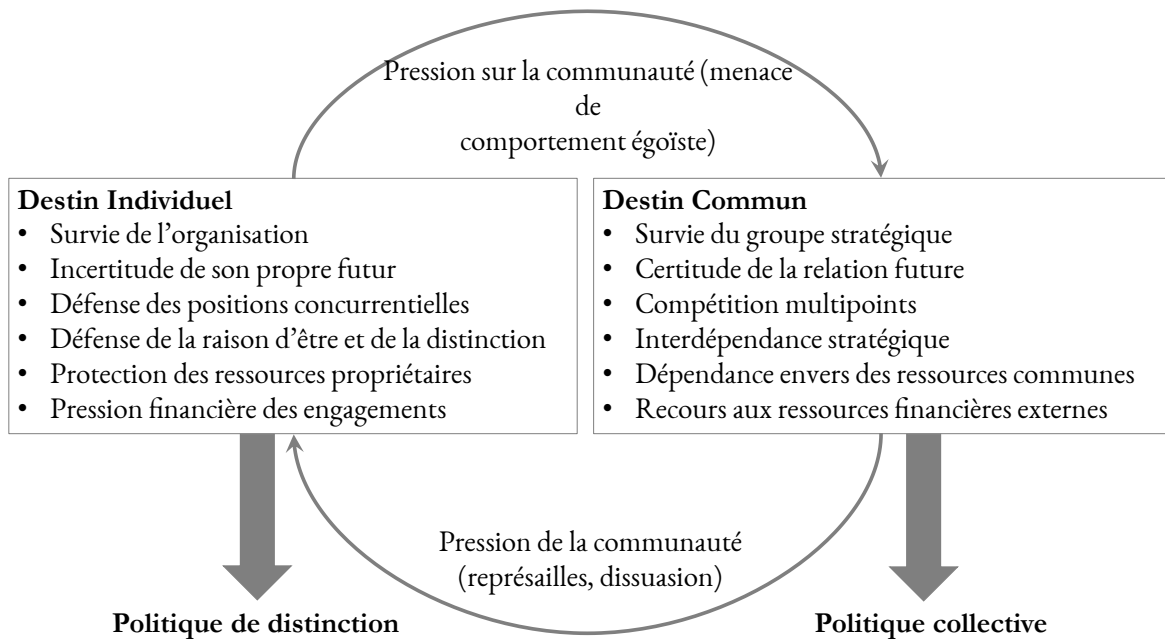 Pression sur la communauté (menace
de
comportement égoïste)
Destin Individuel
• Survie de l’organisation
• Incertitude de son propre futur
• Défense des positions concurrentielles
• Défense de la raison d’être et de la distinction
• Protection des ressources propriétaires
• Pression financière des engagements
Destin Commun
• Survie du groupe stratégique
• Certitude de la relation future
• Compétition multipoints
• Interdépendance stratégique
• Dépendance envers des ressources communes
• Recours aux ressources financières externes
Pression de la communauté
(représailles, dissuasion)
Politique de distinction
Politique collective